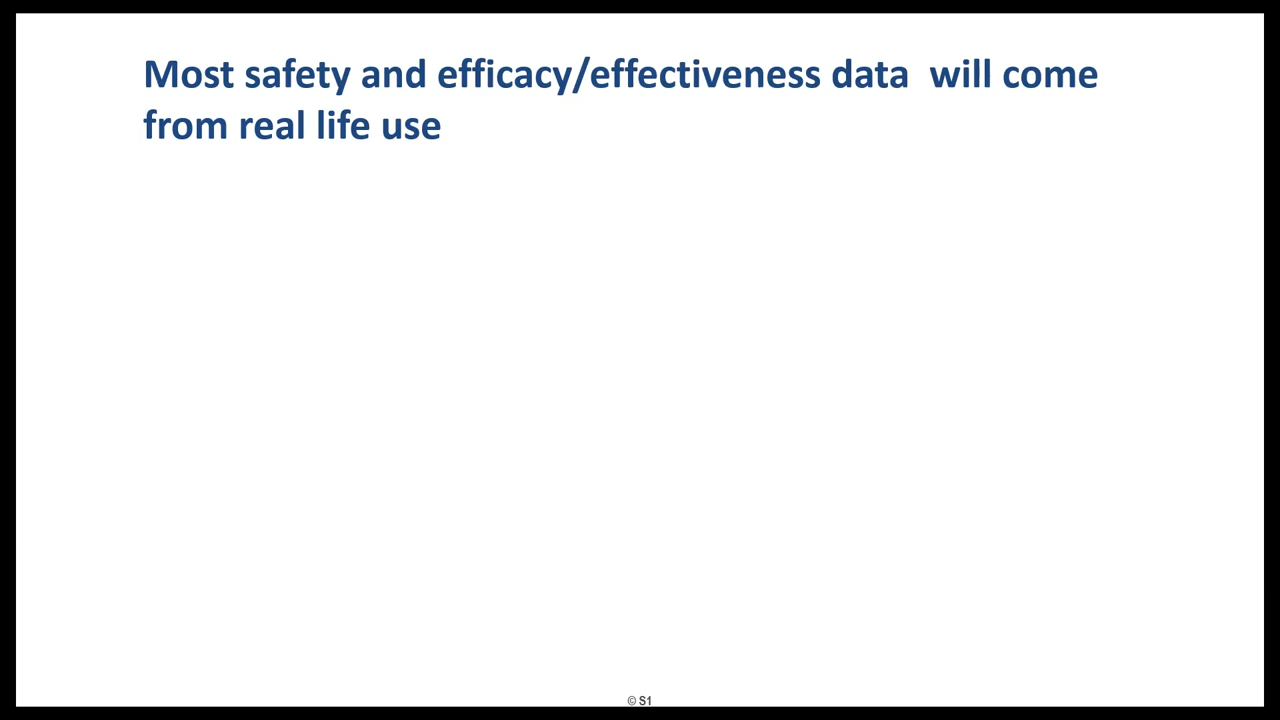 Most safety and efficacy/effectiveness data  will come
from real life use
© S1